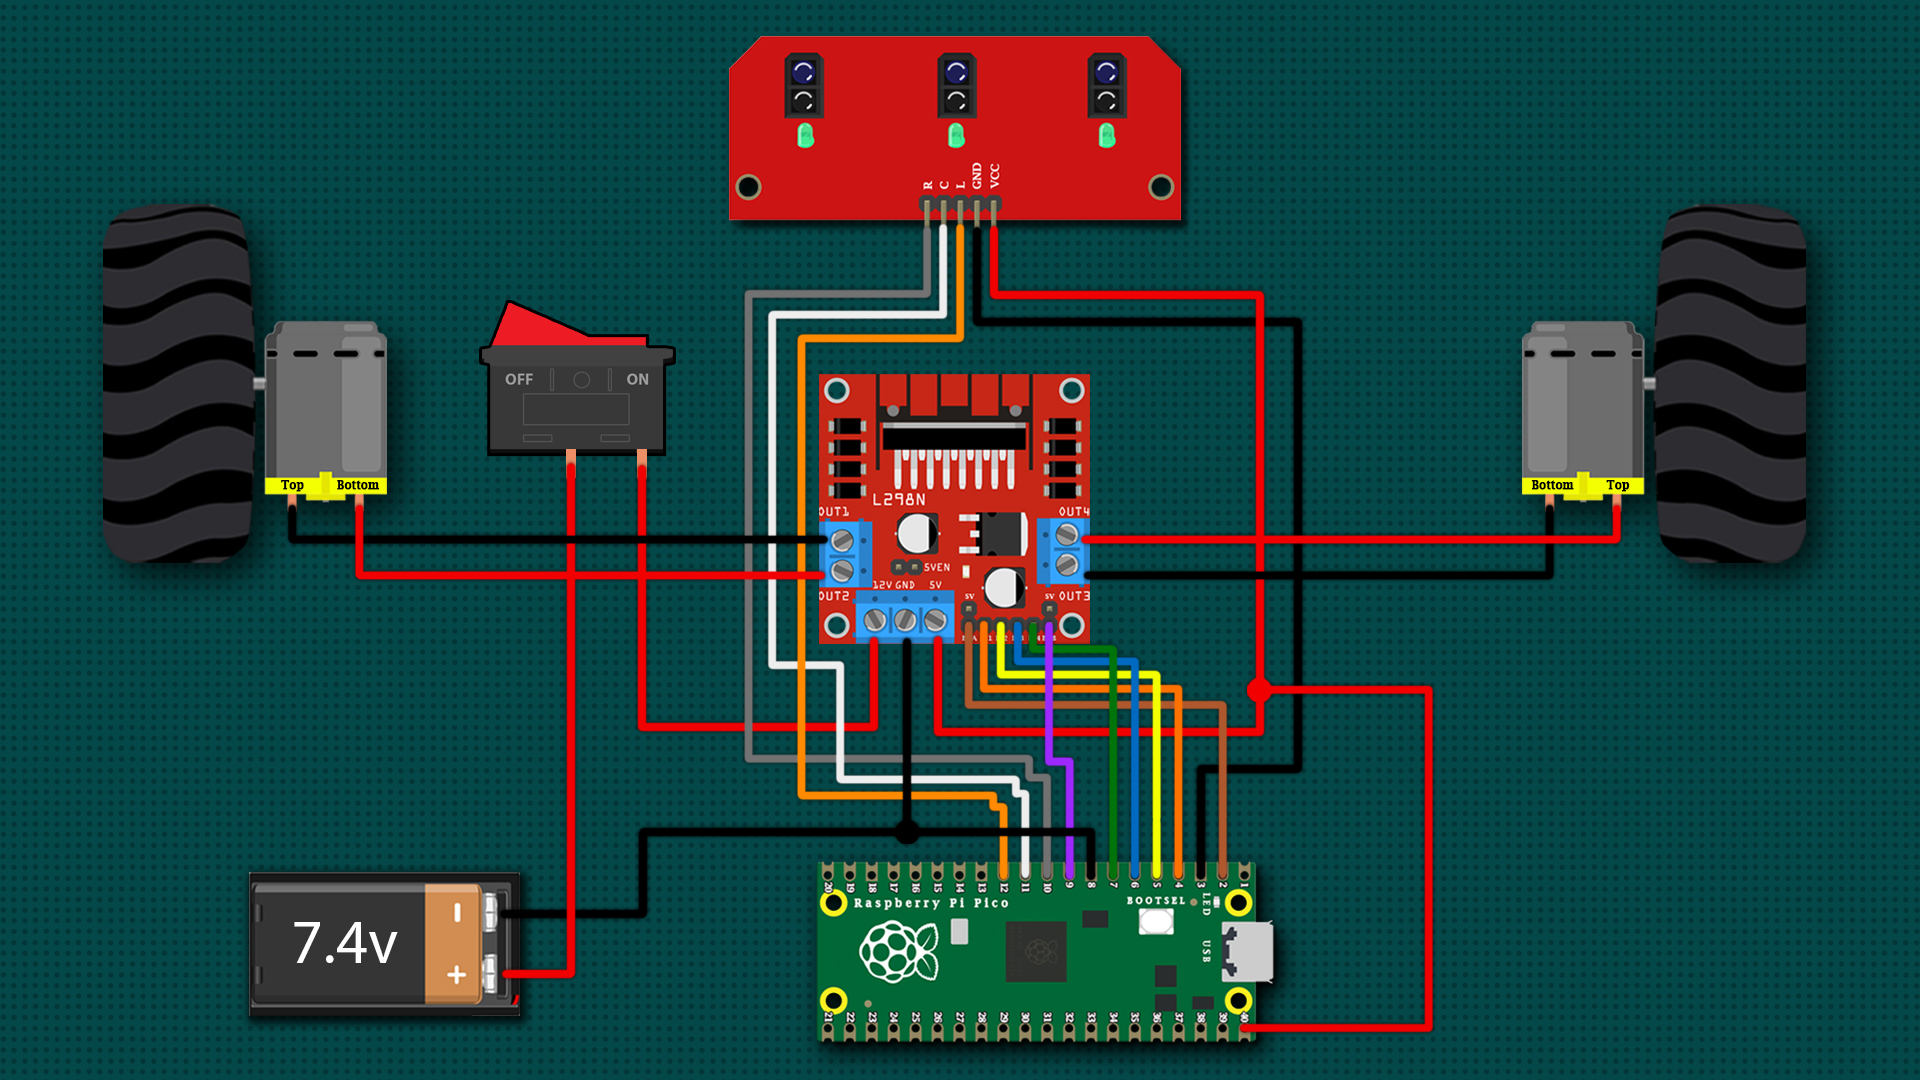 R C L GND VCC
OFF ON
Top Bottom
Bottom Top
L298N
OUT1 OUT4
5VEN
12V GND 5V
5V 5V
OUT2 OUT3
7.4v
20 19 18 17 16 15 14 13 12 11 10 9 8 7 6 5 4 3 2 1
Raspberry Pi Pico
BOOTSEL
LED
USB
21 22 23 24 25 26 27 28 29 30 31 32 33 34 35 36 37 38 39 40